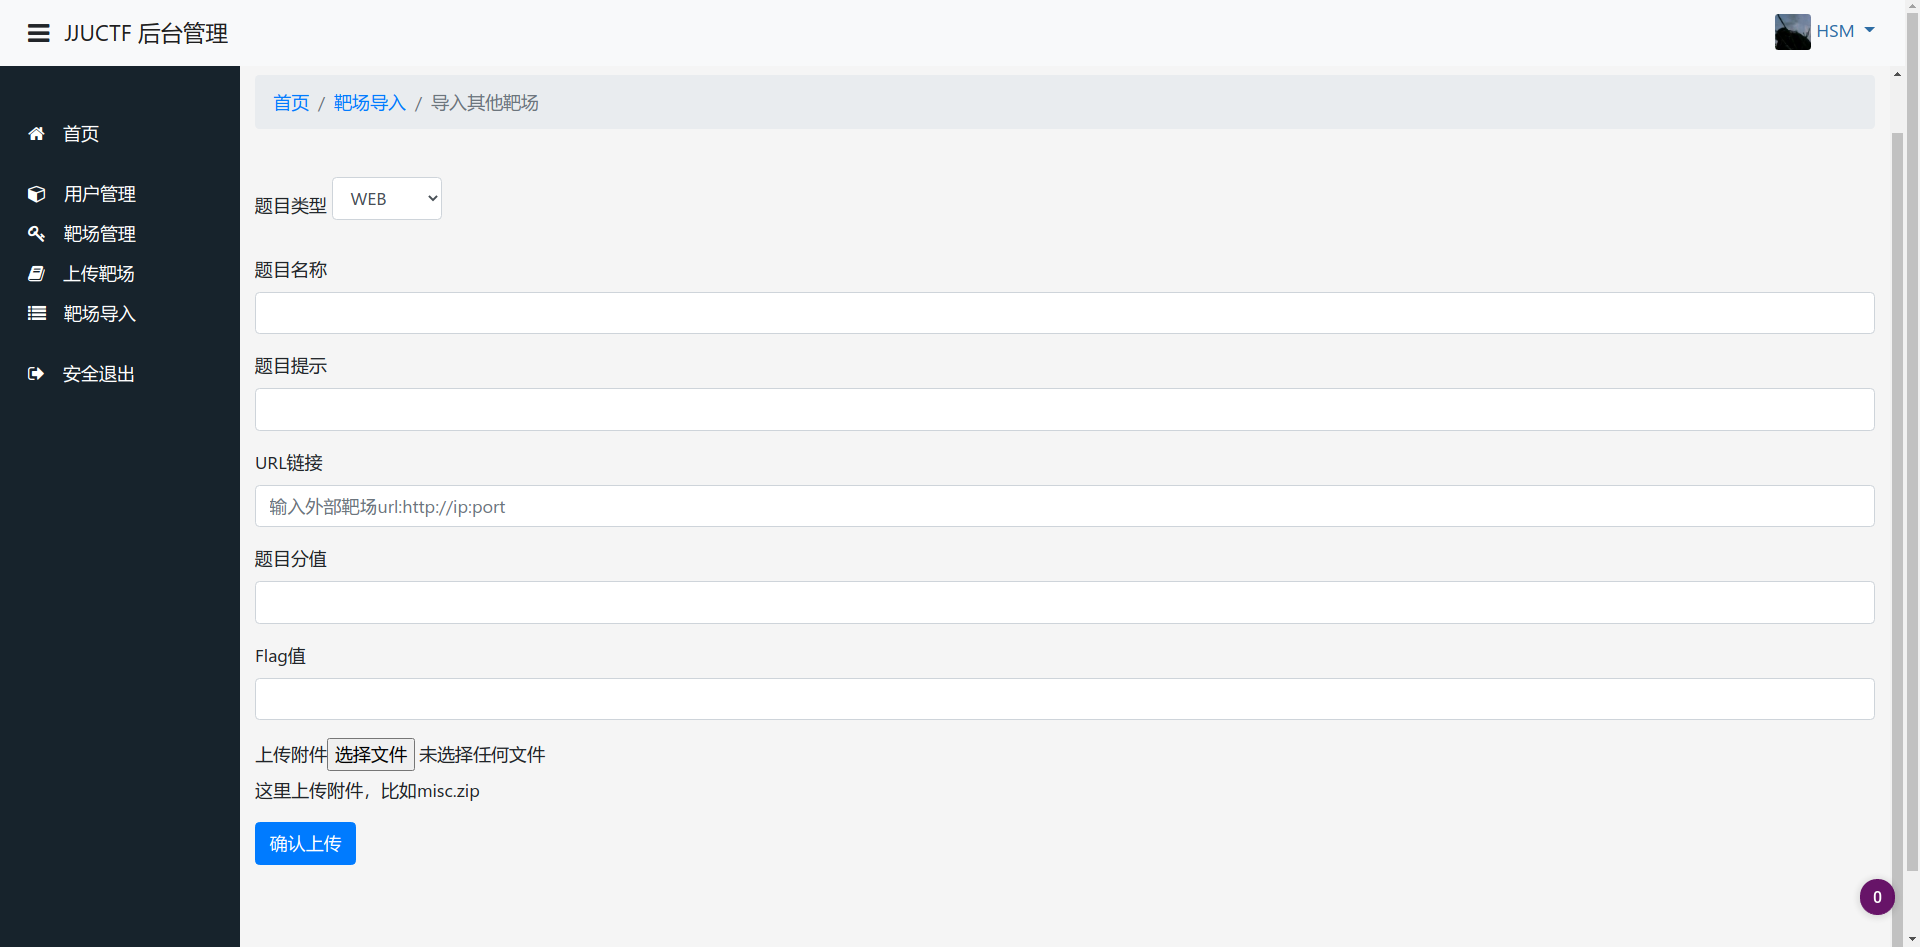 JJUCTF 后台管理
HSM
首页
用户管理
靶场管理
上传靶场
靶场导入
安全退出
首页 / 靶场导入 / 导入其他靶场
题目类型 WEB
题目名称
题目提示
URL链接
输入外部靶场url:http://ip:port
题目分值
Flag值
上传附件 选择文件 未选择任何文件
这里上传附件，比如misc.zip
确认上传
0